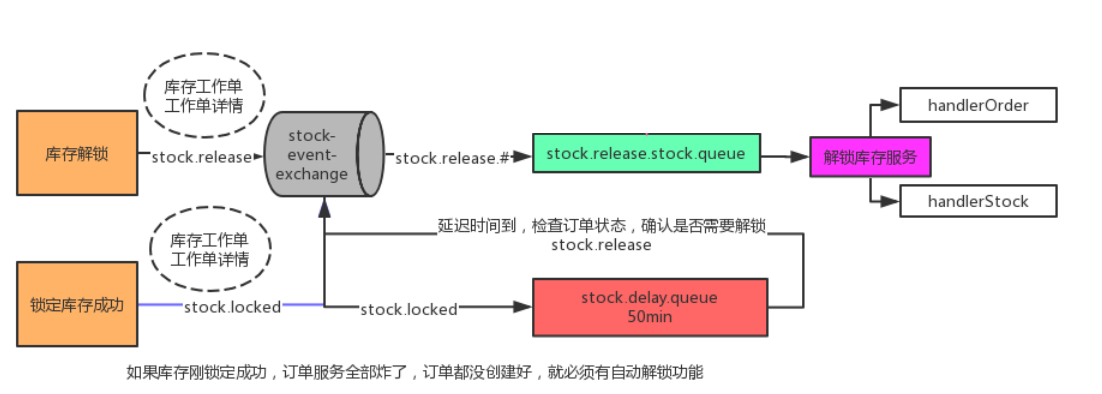 库存工作单
工作单详情
库存解锁
stock.release
stock-
event-
exchange
stock.release.#
stock.release.stock.queue
解锁库存服务
handlerOrder
handlerStock
库存工作单
工作单详情
延迟时间到，检查订单状态，确认是否需要解锁
stock.release
锁定库存成功
stock.locked
stock.locked
stock.delay.queue
50min
如果库存刚锁定成功，订单服务全部炸了，订单都没创建好，就必须有自动解锁功能